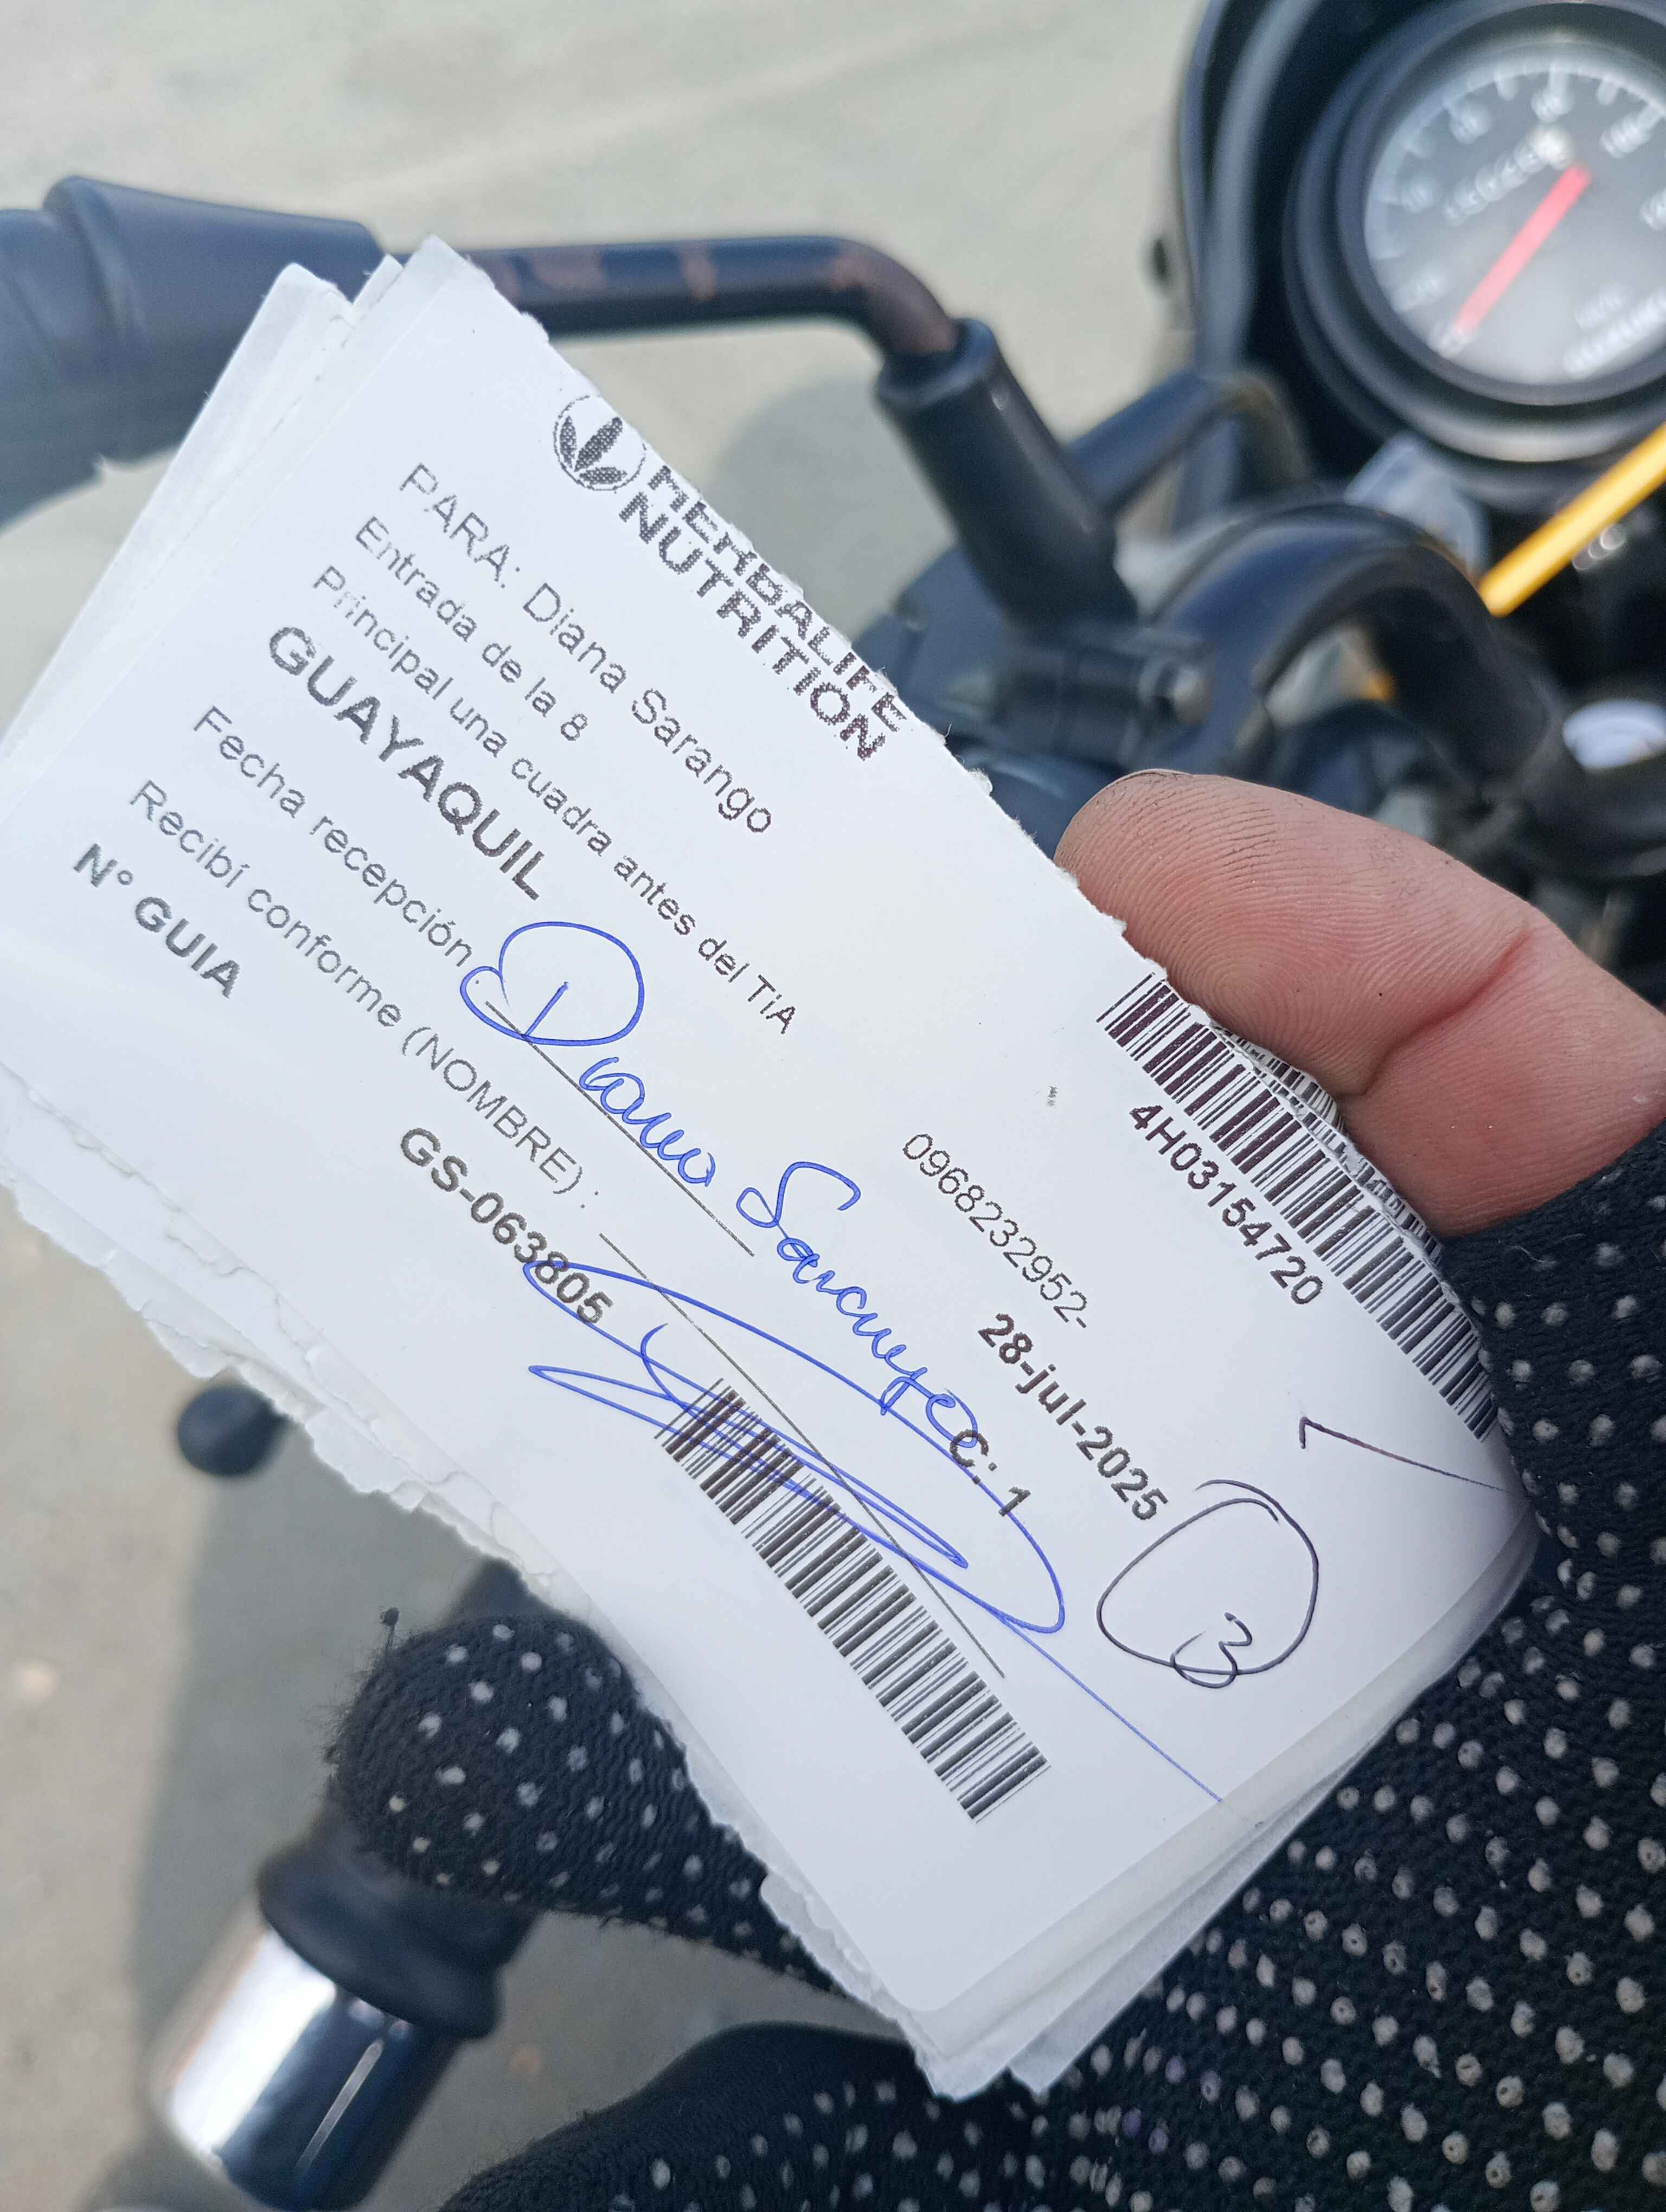 HERBALIFE
NUTRITION
4H03154720
PARA: Diana Sarango
Entrada de la 8
Principal una cuadra antes del TíA
0968232952-
GUAYAQUIL
28-jul-2025
Fecha recepción :
Diana Sarango
C: 1
3
Recibí conforme (NOMBRE) :
N° GUIA
GS-063805